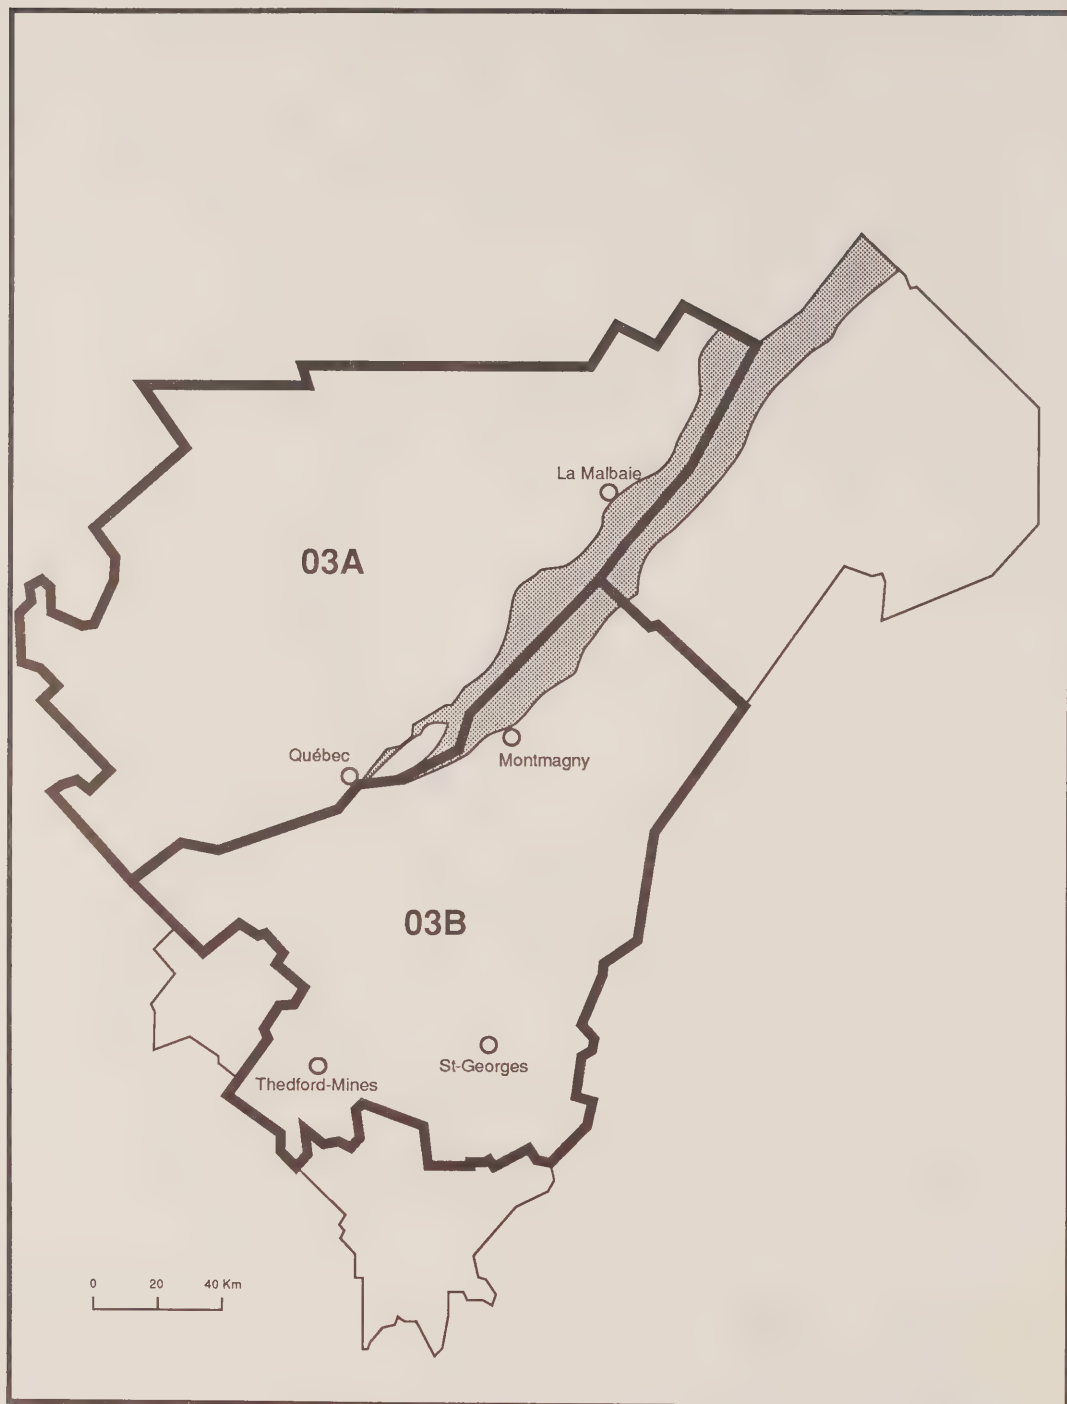 La Malbaie
03A
Québec
Montmagny
03B
St-Georges
Thedford-Mines
0 20 40 Km